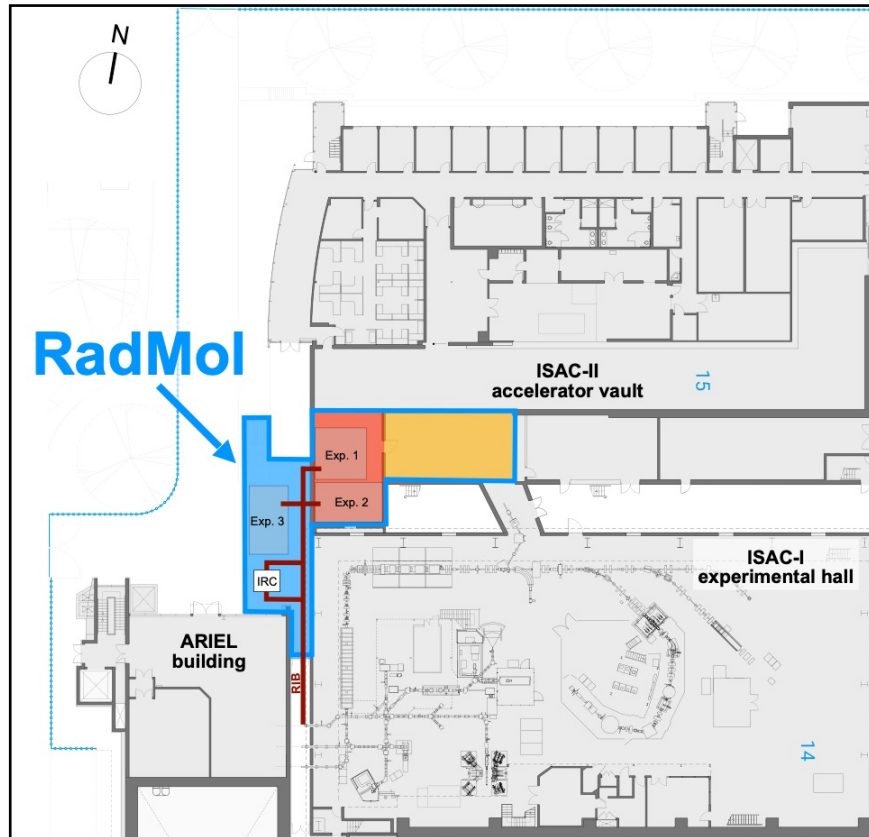 N
RadMol
ISAC-II
accelerator vault
15
Exp. 1
Exp. 2
Exp. 3
IRC
ISAC-I
experimental hall
ARIEL
building
RIB
14